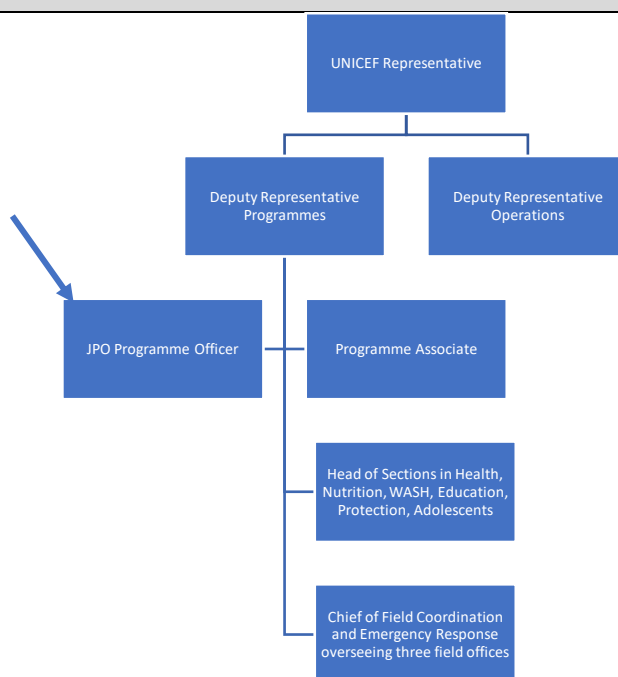 UNICEF Representative
Deputy Representative
Programmes
Deputy Representative
Operations
JPO Programme Officer
Programme Associate
Head of Sections in Health,
Nutrition, WASH, Education,
Protection, Adolescents
Chief of Field Coordination
and Emergency Response
overseeing three field offices